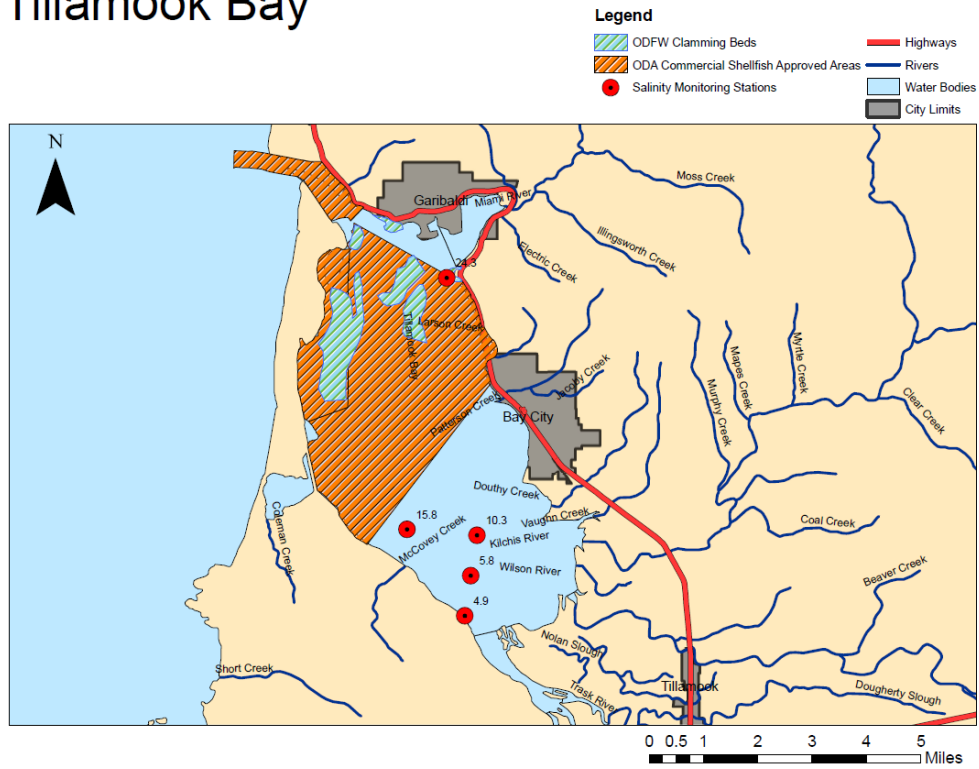 Tillamook Bay
Legend
ODFW Clamming Beds
Highways
ODA Commercial Shellfish Approved Areas
Rivers
Salinity Monitoring Stations
Water Bodies
City Limits
N
Moss Creek
Garibaldi
Miami River
Illingsworth Creek
Electric Creek
24.3
Tillamook Bay
Larson Creek
Myrtle Creek
Mapes Creek
Jacoby Creek
Murphy Creek
Clear Creek
Patterson Creek
Bay City
Douthy Creek
Coleman Creek
15.8
10.3
Vaughn Creek
Coal Creek
McCovey Creek
Kilchis River
5.8
Wilson River
Beaver Creek
4.9
Nolan Slough
Short Creek
Trask River
Tillamook
Dougherty Slough
0 0.5 1 2 3 4 5
Miles